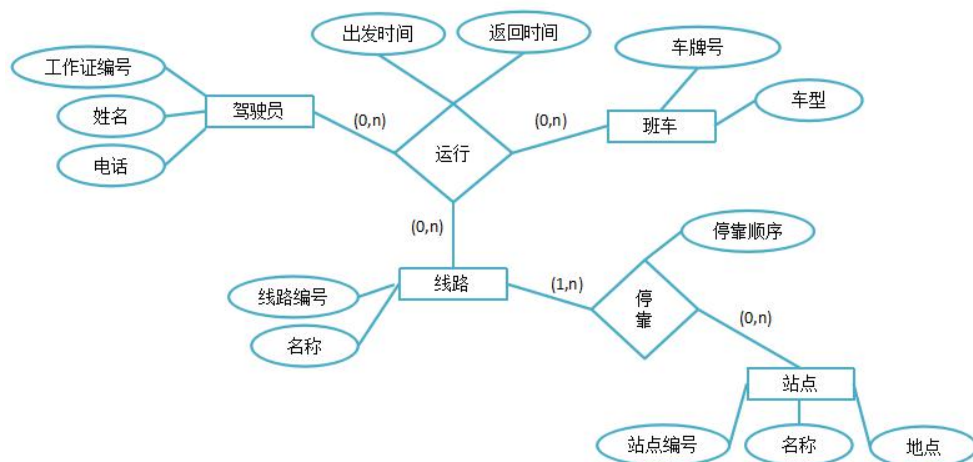 出发时间
返回时间
车牌号
工作证编号
驾驶员
车型
姓名
(0,n)
(0,n)
班车
电话
运行
(0,n)
停靠顺序
线路编号
线路
(1,n)
停
靠
(0,n)
名称
站点
站点编号
名称
地点